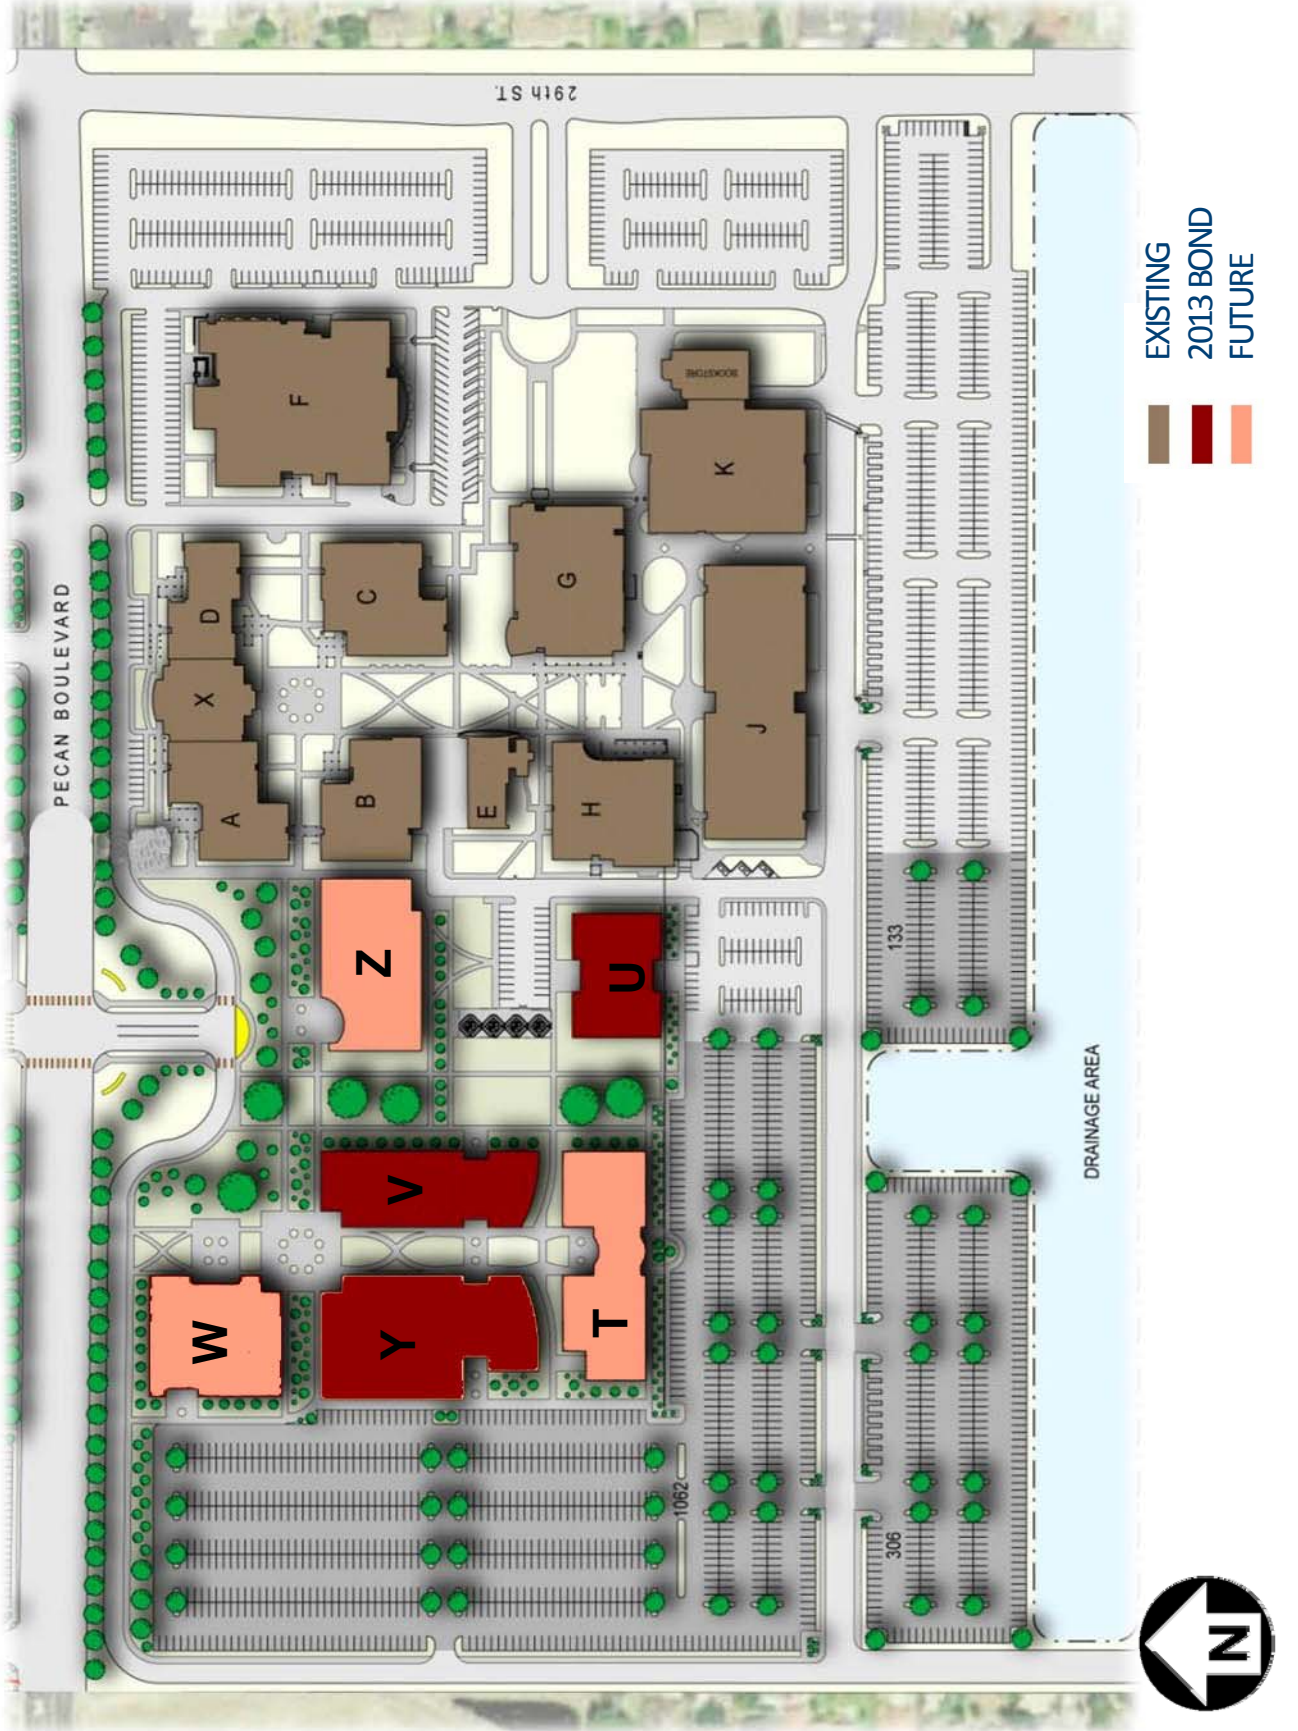 29th ST.
PECAN BOULEVARD
F
BOOKSTORE
K
D
C
G
X
J
A
B
E
H
Z
U
133
V
W
Y
T
1062
306
DRAINAGE AREA
EXISTING
2013 BOND
FUTURE
N